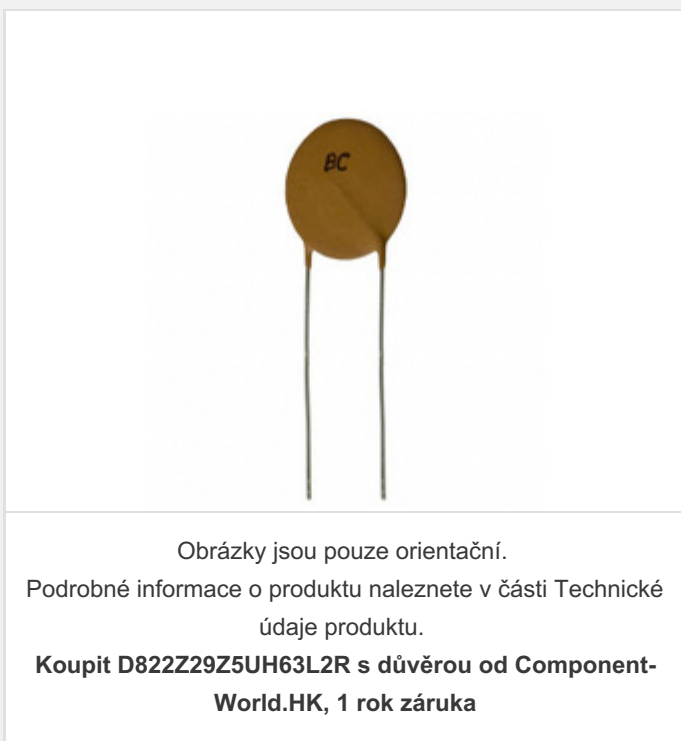 BC
Obrázky jsou pouze orientační.
Podrobné informace o produktu naleznete v části Technické
údaje produktu.
Koupit D822Z29Z5UH63L2R s důvěrou od Component-
World.HK, 1 rok záruka